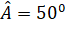 Â = 50⁰